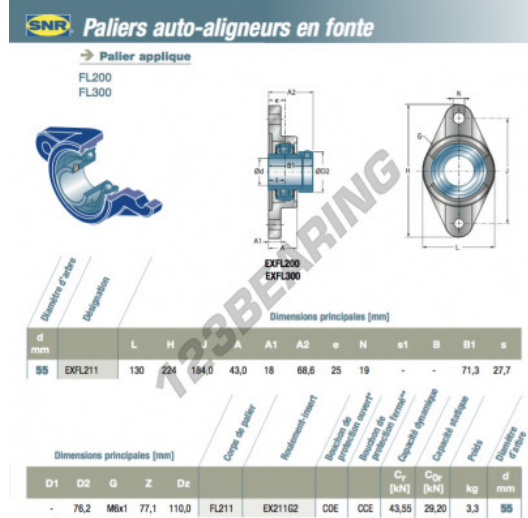 SNR Paliers auto-aligneurs en fonte
→ Palier applique
FL200
FL300
A2
e
B1
s
Ød
ØD2
A1
A
EXFL200
EXFL300
N
G
H
J
L
123BEARING
Diamètre d'arbre
Désignation
Dimensions principales [mm]
d mm L H J A A1 A2 e N s1 B B1 s
55 EXFL211 130 224 184,0 43,0 18 68,6 25 19 - - 71,3 27,7
Dimensions principales [mm]
Corps de palier
Roulement-insert
Bouchon de protection ouvert*
Bouchon de protection fermé**
Capacité dynamique
Capacité statique
Poids
Diamètre d'arbre
D1 D2 G Z Dz Cr [kN] C0r [kN] kg d mm
- 76,2 M6x1 77,1 110,0 FL211 EX211G2 COE CCE 43,55 29,20 3,3 55